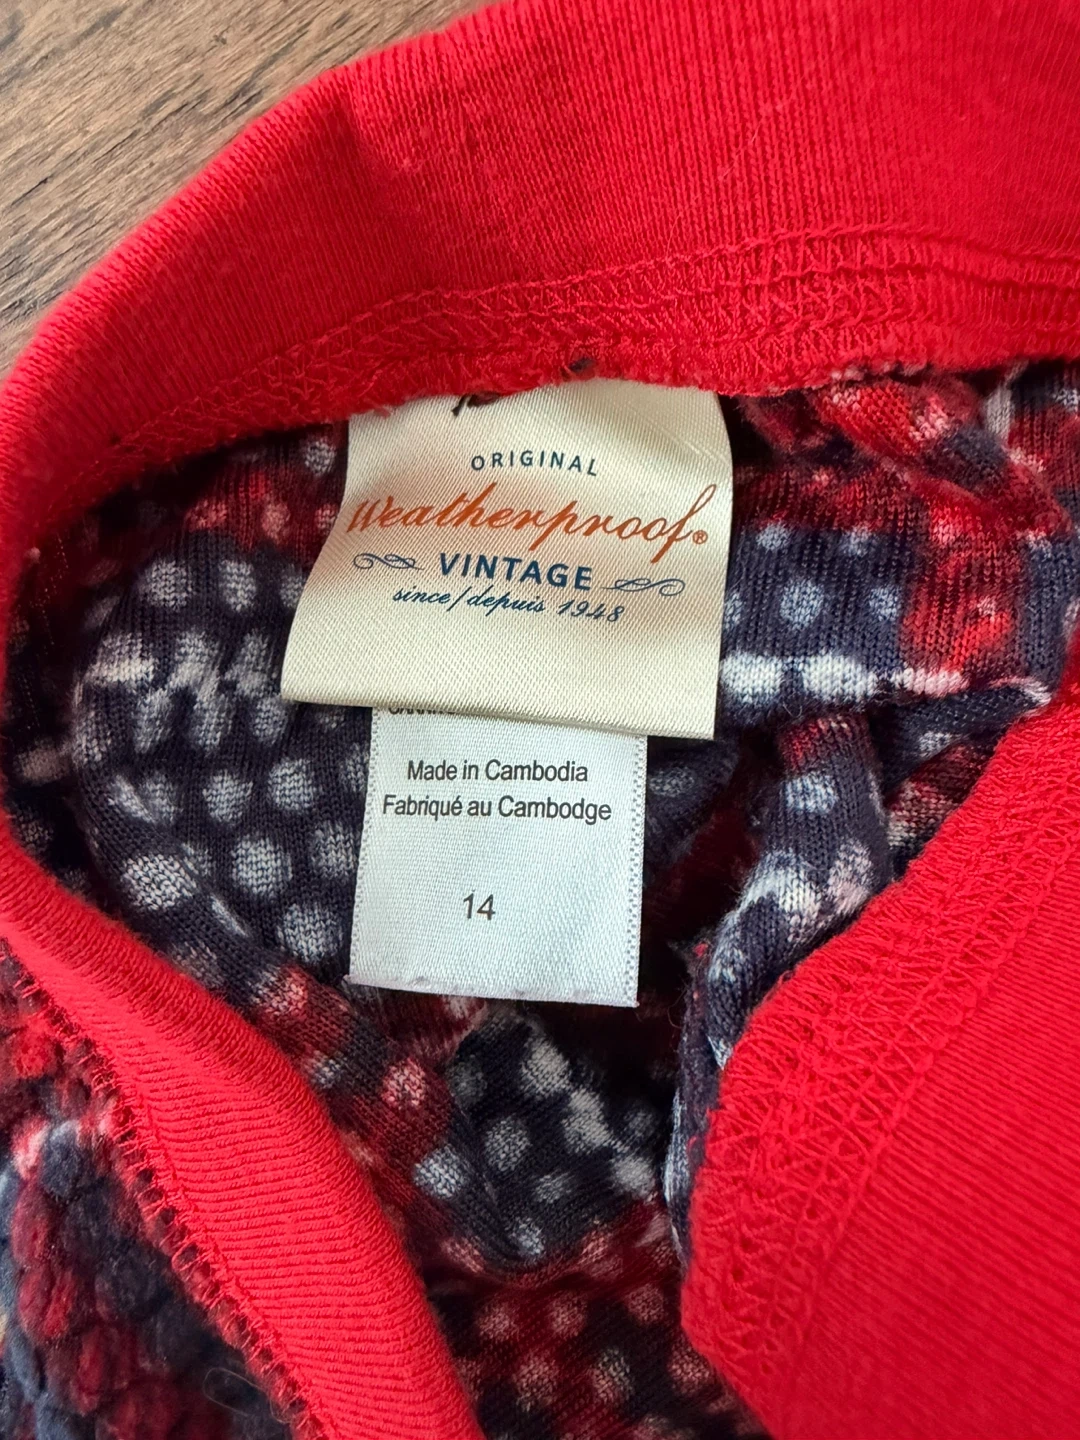 ORIGINAL
Weatherproof®
VINTAGE
since/depuis 1948
Made in Cambodia
Fabriqué au Cambodge
14